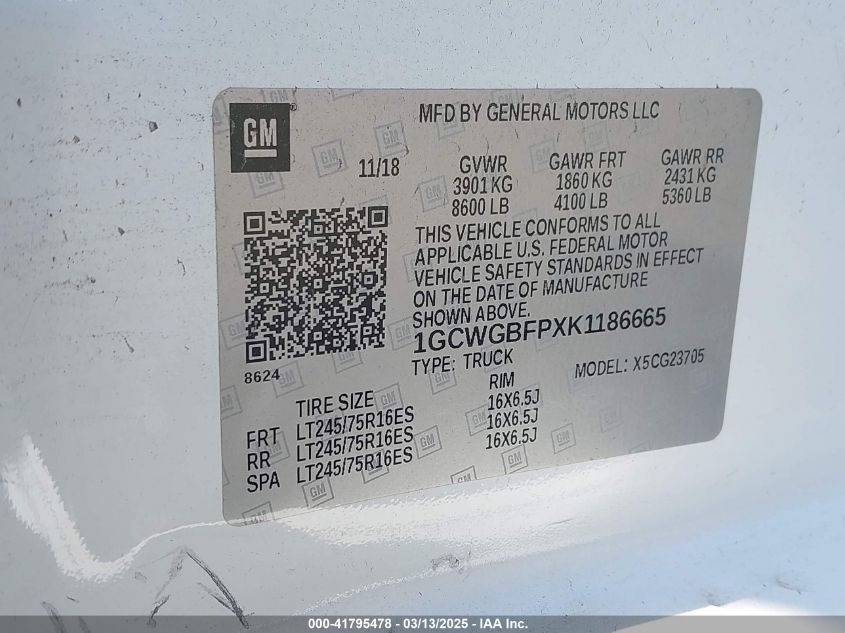 GM
MFD BY GENERAL MOTORS LLC
11/18
GVWR
3901 KG
8600 LB
GAWR FRT
1860 KG
4100 LB
GAWR RR
2431 KG
5360 LB
THIS VEHICLE CONFORMS TO ALL
APPLICABLE U.S. FEDERAL MOTOR
VEHICLE SAFETY STANDARDS IN EFFECT
ON THE DATE OF MANUFACTURE
SHOWN ABOVE.
1GCWGBFPXK1186665
8624
TYPE: TRUCK
MODEL: X5CG23705
TIRE SIZE RIM
FRT LT245/75R16ES 16X6.5J
RR LT245/75R16ES 16X6.5J
SPA LT245/75R16ES 16X6.5J
000-41795478 - 03/13/2025 - IAA Inc.